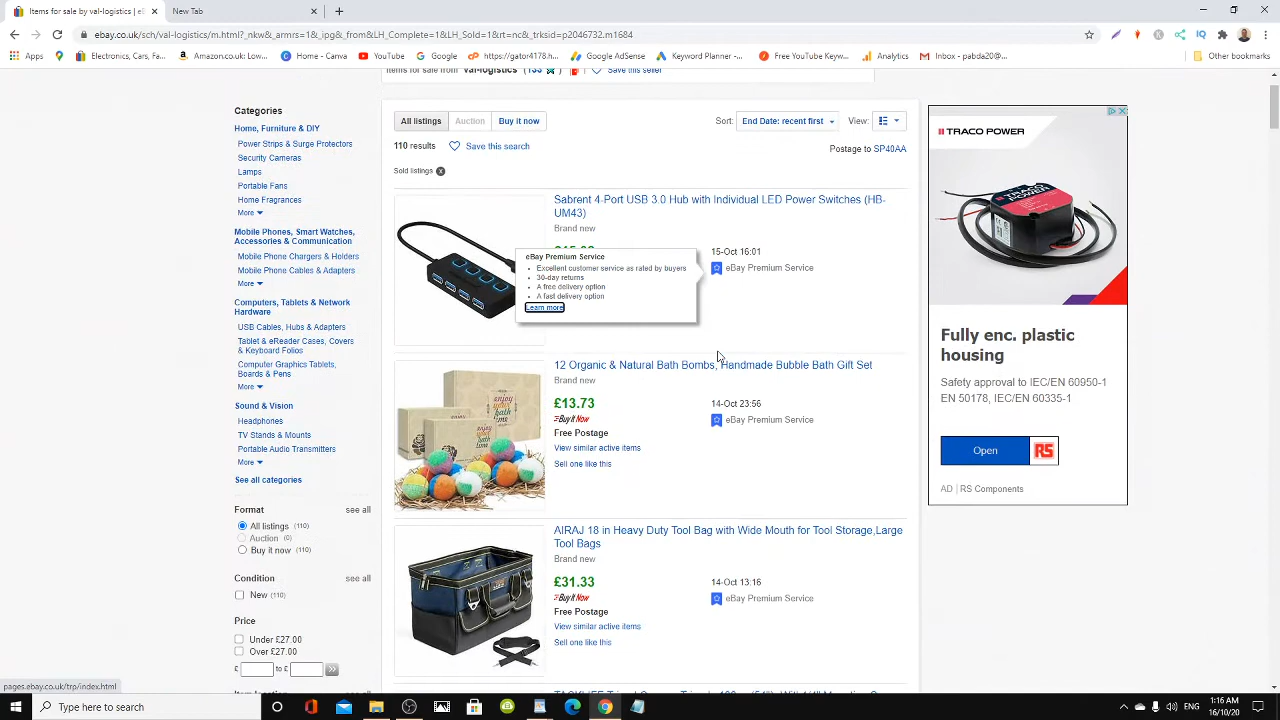 Items for sale by val-logistics | eB
New Tab
ebay.co.uk/sch/val-logistics/m.html?_nkw&_armrs=1&_ipg&_from&LH_Complete=1&LH_Sold=1&rt=nc&_trksid=p2046732.m1684
Apps
Electronics, Cars, Fa...
Amazon.co.uk: Low...
Home - Canva
YouTube
Google
https://gator4178.h...
Google AdSense
Keyword Planner -...
Free YouTube Keyw...
Analytics
Inbox - pabda20@...
Other bookmarks
Items for sale from val-logistics (133
Save this seller
Categories
Home, Furniture & DIY
Power Strips & Surge Protectors
Security Cameras
Lamps
Portable Fans
Home Fragrances
More
Mobile Phones, Smart Watches,
Accessories & Communication
Mobile Phone Chargers & Holders
Mobile Phone Cables & Adapters
More
Computers, Tablets & Network
Hardware
USB Cables, Hubs & Adapters
Tablet & eReader Cases, Covers
& Keyboard Folios
Computer Graphics Tablets,
Boards & Pens
More
Sound & Vision
Headphones
TV Stands & Mounts
Portable Audio Transmitters
More
See all categories
Format
see all
All listings (110)
Auction (0)
Buy it now (110)
Condition
see all
New (110)
Price
Under £27.00
Over £27.00
£ to £
pages.ebay.co.uk/trp/index.html
All listings
Auction
Buy it now
Sort:
End Date: recent first
View:
110 results
Save this search
Postage to SP40AA
Sold listings
Sabrent 4-Port USB 3.0 Hub with Individual LED Power Switches (HB-
UM43)
Brand new
15-Oct 16:01
eBay Premium Service
eBay Premium Service
Excellent customer service as rated by buyers
30-day returns
A free delivery option
A fast delivery option
Learn more
12 Organic & Natural Bath Bombs, Handmade Bubble Bath Gift Set
Brand new
£13.73
14-Oct 23:56
Buy It Now
eBay Premium Service
Free Postage
View similar active items
Sell one like this
enjoy
your
bath
time
AIRAJ 18 in Heavy Duty Tool Bag with Wide Mouth for Tool Storage,Large
Tool Bags
Brand new
£31.33
14-Oct 13:16
Buy It Now
eBay Premium Service
Free Postage
View similar active items
Sell one like this
TRACO POWER
Fully enc. plastic
housing
Safety approval to IEC/EN 60950-1
EN 50178, IEC/EN 60335-1
Open
RS
AD | RS Components
Type here to search
ENG
1:16 AM
16/10/20